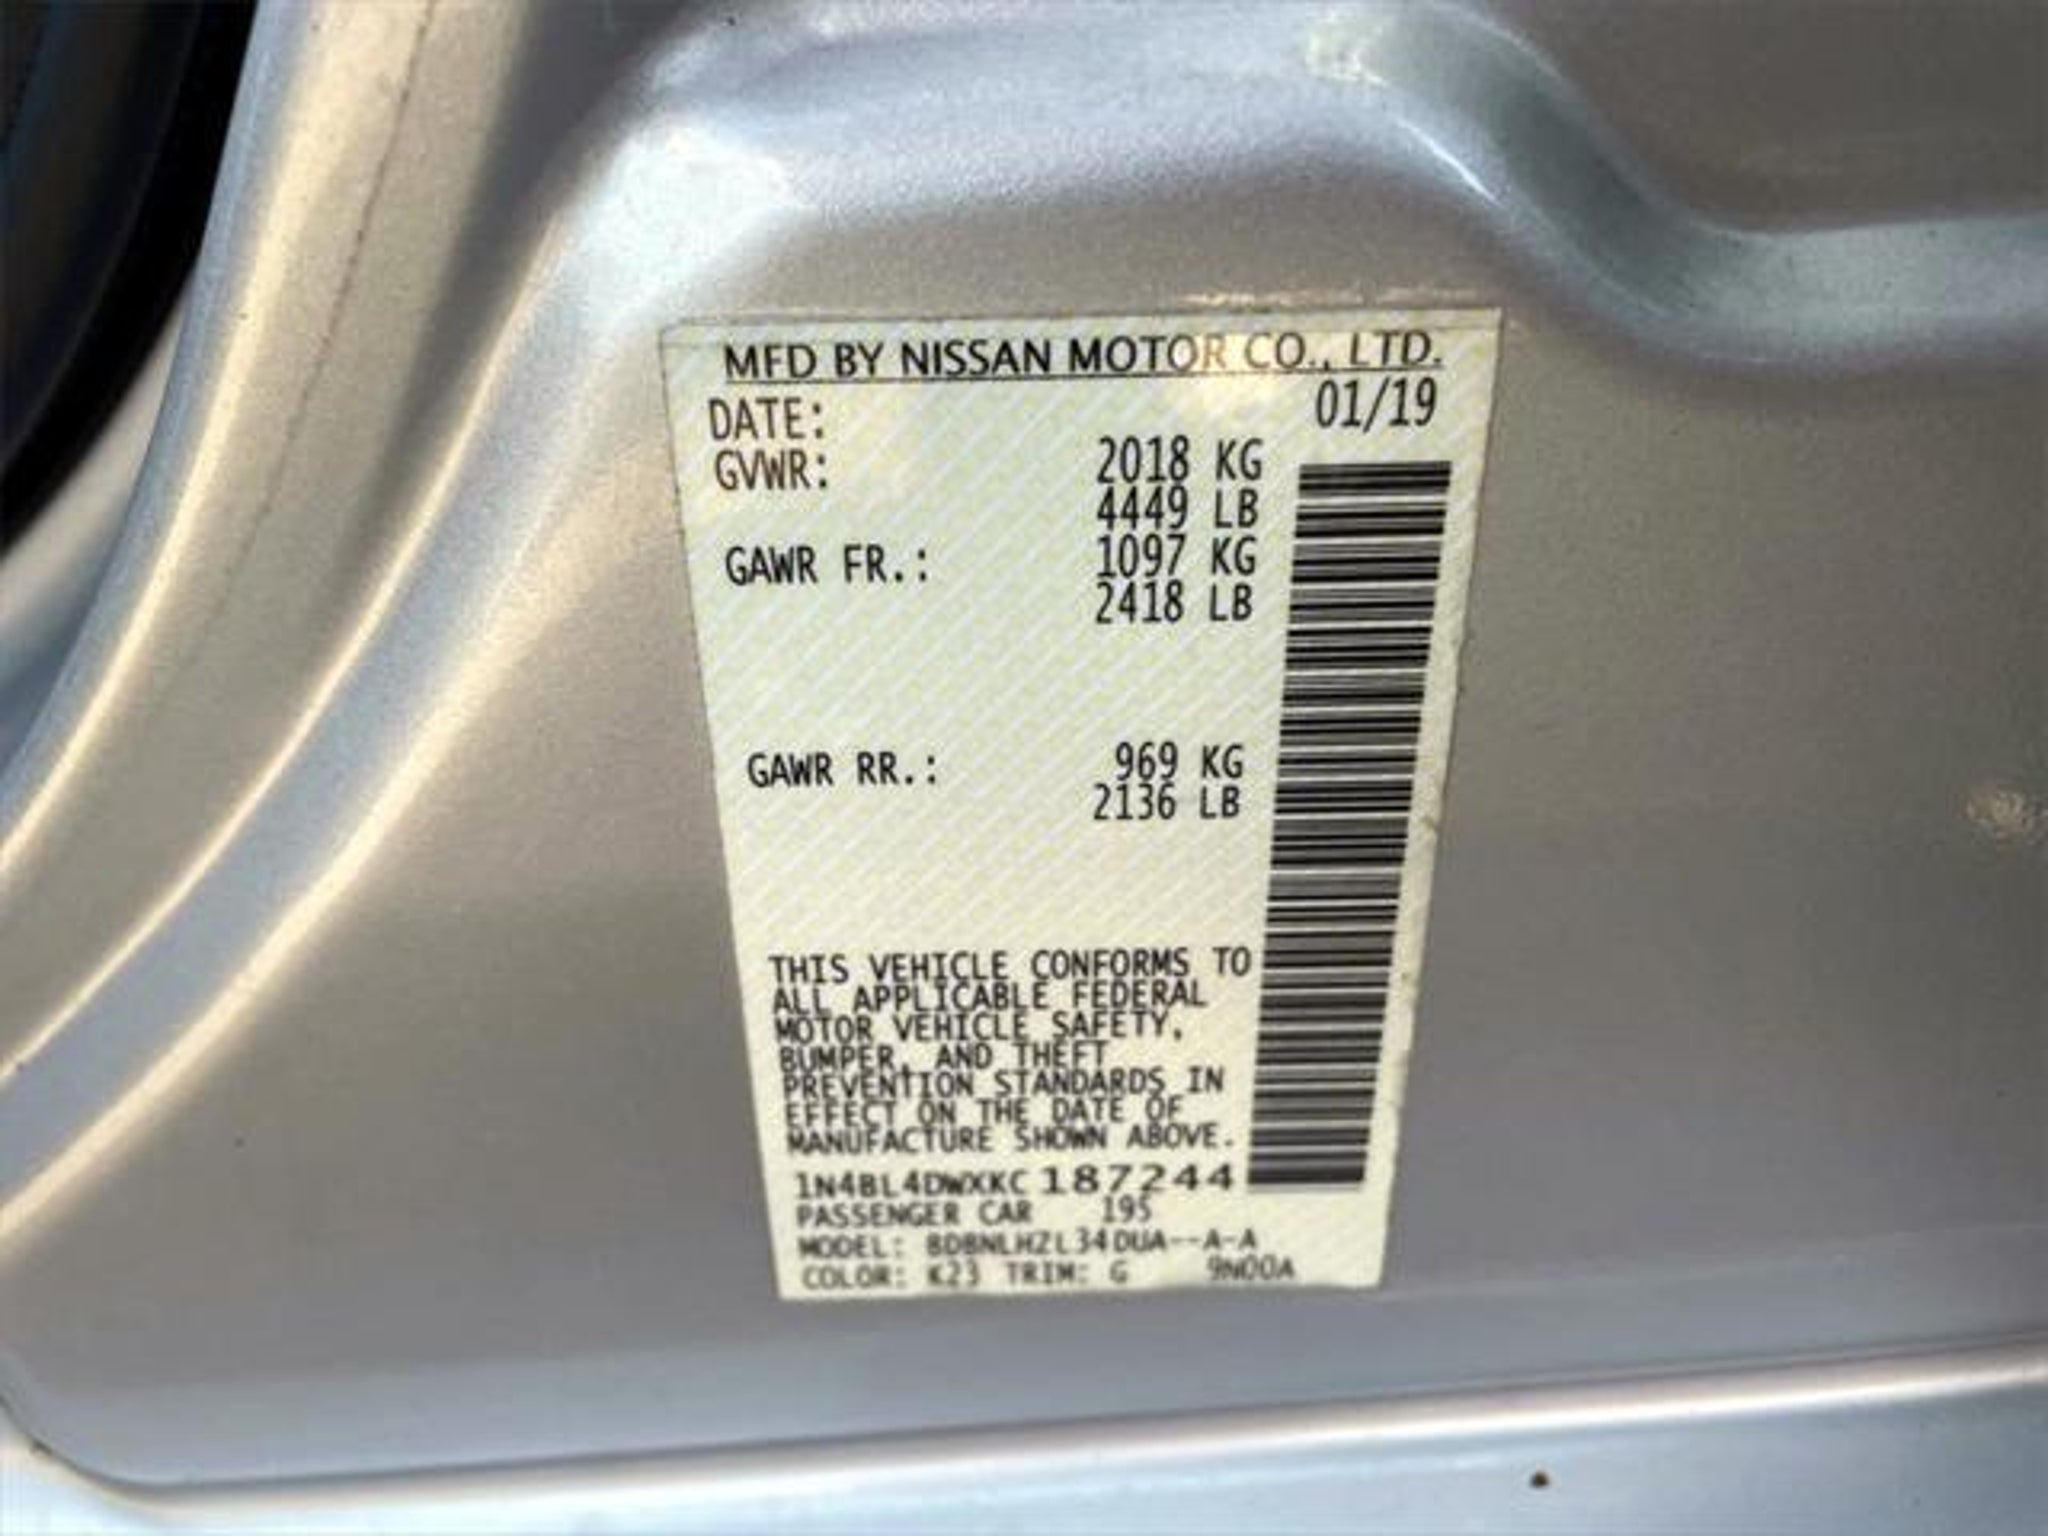 MFD BY NISSAN MOTOR CO., LTD.
DATE: 01/19
GVWR: 2018 KG
4449 LB
GAWR FR.: 1097 KG
2418 LB
GAWR RR.: 969 KG
2136 LB
THIS VEHICLE CONFORMS TO
ALL APPLICABLE FEDERAL
MOTOR VEHICLE SAFETY,
BUMPER, AND THEFT
PREVENTION STANDARDS IN
EFFECT ON THE DATE OF
MANUFACTURE SHOWN ABOVE.
1N4BL4DWXKC187244
PASSENGER CAR 195
MODEL: BDBNLHZL34DUA--A-A
COLOR: K23 TRIM: G 9N00A